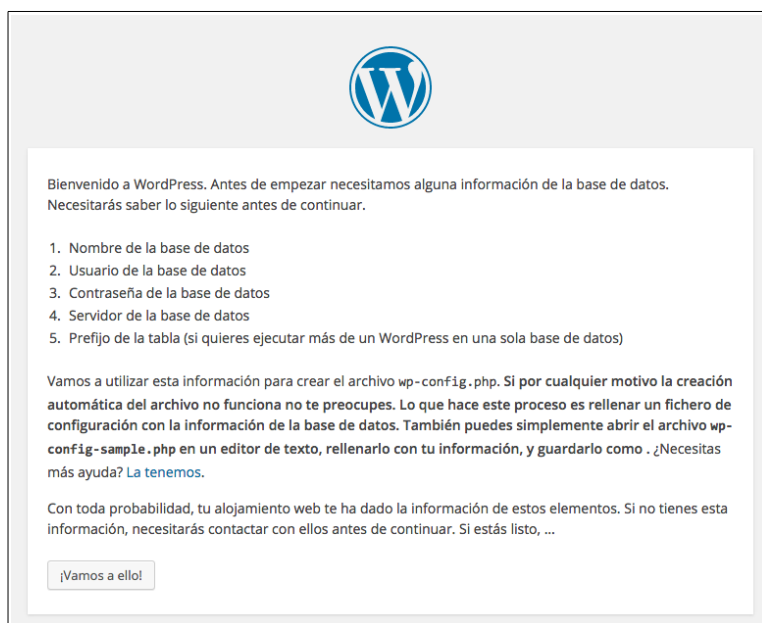 Bienvenido a WordPress. Antes de empezar necesitamos alguna información de la base de datos.
Necesitarás saber lo siguiente antes de continuar.
1. Nombre de la base de datos
2. Usuario de la base de datos
3. Contraseña de la base de datos
4. Servidor de la base de datos
5. Prefijo de la tabla (si quieres ejecutar más de un WordPress en una sola base de datos)
Vamos a utilizar esta información para crear el archivo wp-config.php. Si por cualquier motivo la creación
automática del archivo no funciona no te preocupes. Lo que hace este proceso es rellenar un fichero de
configuración con la información de la base de datos. También puedes simplemente abrir el archivo wp-
config-sample.php en un editor de texto, rellenarlo con tu información, y guardarlo como . ¿Necesitas
más ayuda? La tenemos.
Con toda probabilidad, tu alojamiento web te ha dado la información de estos elementos. Si no tienes esta
información, necesitarás contactar con ellos antes de continuar. Si estás listo, ...
¡Vamos a ello!